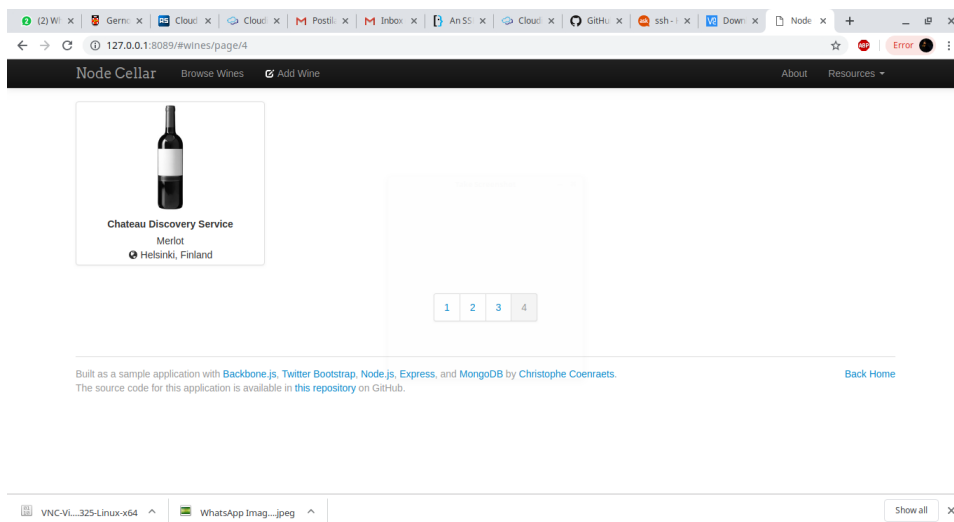 (2) Wh
Gerno
Cloud
Cloud
Postila
Inbox
An SS
Cloud
GitHu
ssh - H
Down
Node
127.0.0.1:8089/#wines/page/4
ABP
Error
Node Cellar Browse Wines Add Wine About Resources
Chateau Discovery Service
Merlot
Helsinki, Finland
1 2 3 4
Built as a sample application with Backbone.js, Twitter Bootstrap, Node.js, Express, and MongoDB by Christophe Coenraets. Back Home
The source code for this application is available in this repository on GitHub.
VNC-Vi....325-Linux-x64 WhatsApp Imag....jpeg Show all